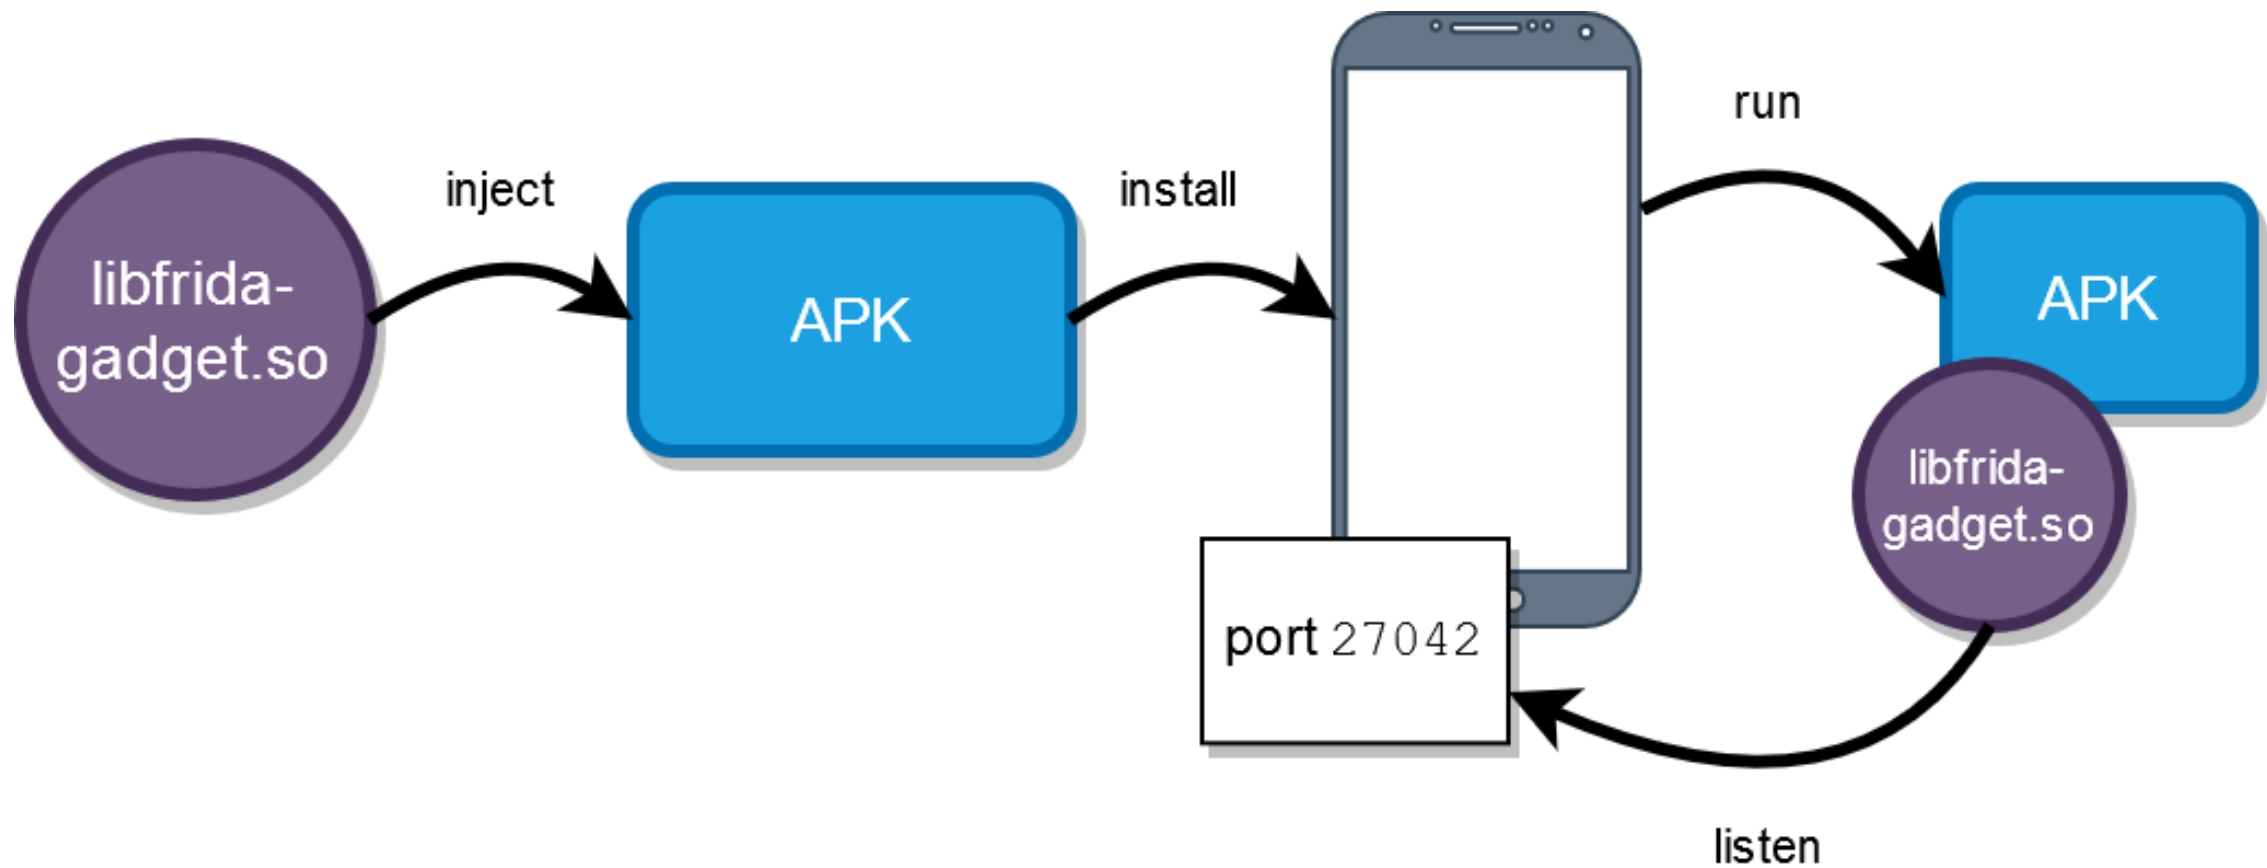 libfrida-
gadget.so
inject
APK
install
run
APK
libfrida-
gadget.so
port 27042
listen